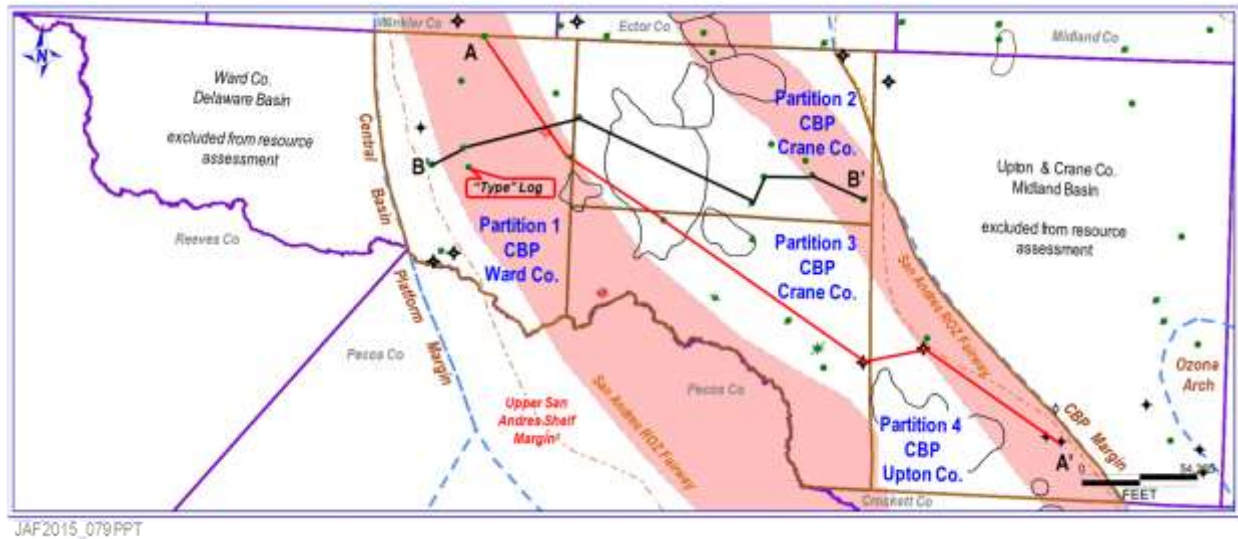 Winkler Co
Ector Co
Midland Co
N
A
Ward Co.
Delaware Basin
excluded from resource
assessment
Partition 2
CBP
Crane Co.
Central
Basin
Platform
Margin
B
B'
"Type" Log
Upton & Crane Co.
Midland Basin
excluded from resource
assessment
Reeves Co
Partition 1
CBP
Ward Co.
Partition 3
CBP
Crane Co.
San Andres ROZ Fairway
Pecos Co
Pecos Co
Ozona
Arch
Upper San
Andres Shelf
Margin
San Andres ROZ Fairway
Partition 4
CBP
Upton Co.
CBP Margin
A'
0
FEET
Crockett Co
JAF2015_079.PPT